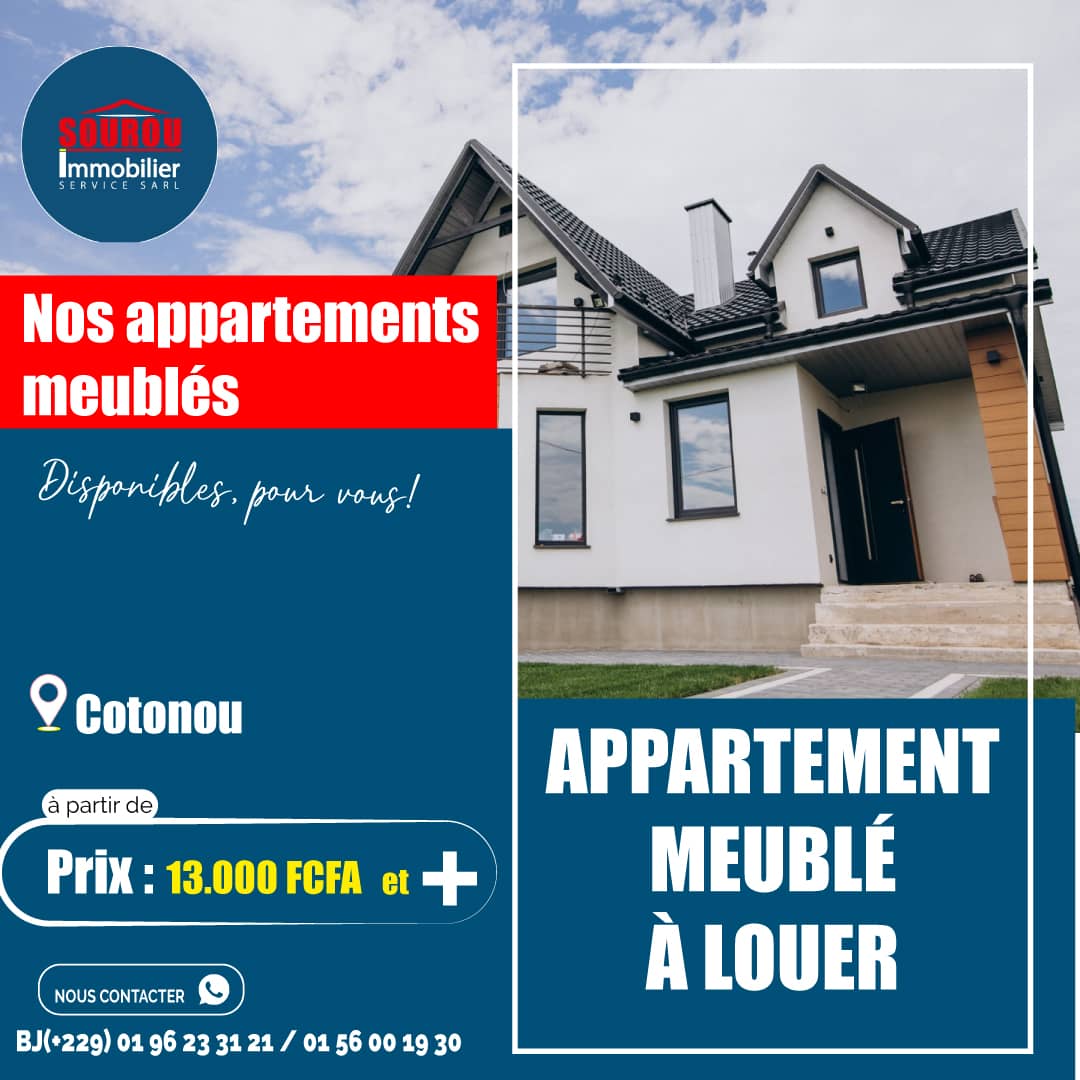 SOUROU
immobilier
SERVICE SARL
Nos appartements
meublés
Disponibles, pour vous!
Cotonou
à partir de
Prix : 13.000 FCFA et +
NOUS CONTACTER
BJ(+229) 01 96 23 31 21 / 01 56 00 19 30
APPARTEMENT
MEUBLÉ
À LOUER